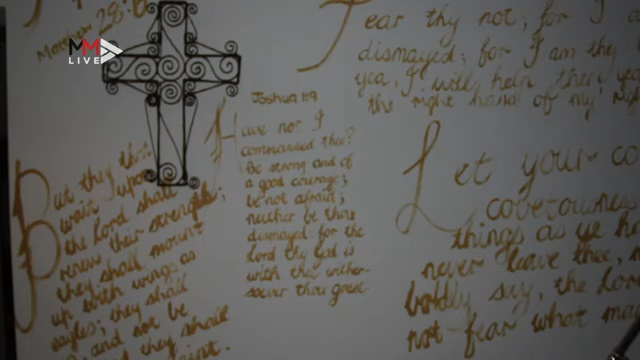 Matthew 28:6
MM
LIVE
Fear thy not; for I
dismayed; for I am thy
yea, I will help thee; yea
the right hand of my right
Joshua 1:9
Have not I
commanded thee?
be strong and of
a good courage;
be not afraid;
neither be thou
dismayed: for the
Lord thy God is
with thee wither-
soever thou goest
But they that
wait upon
the Lord shall
renew their strength;
they shall mount
up with wings as
eagles; they shall
and not be
they shall
faint.
Let your co
covetousness
things as ye ha
never leave thee,
boldly say, the Lor
not fear what ma